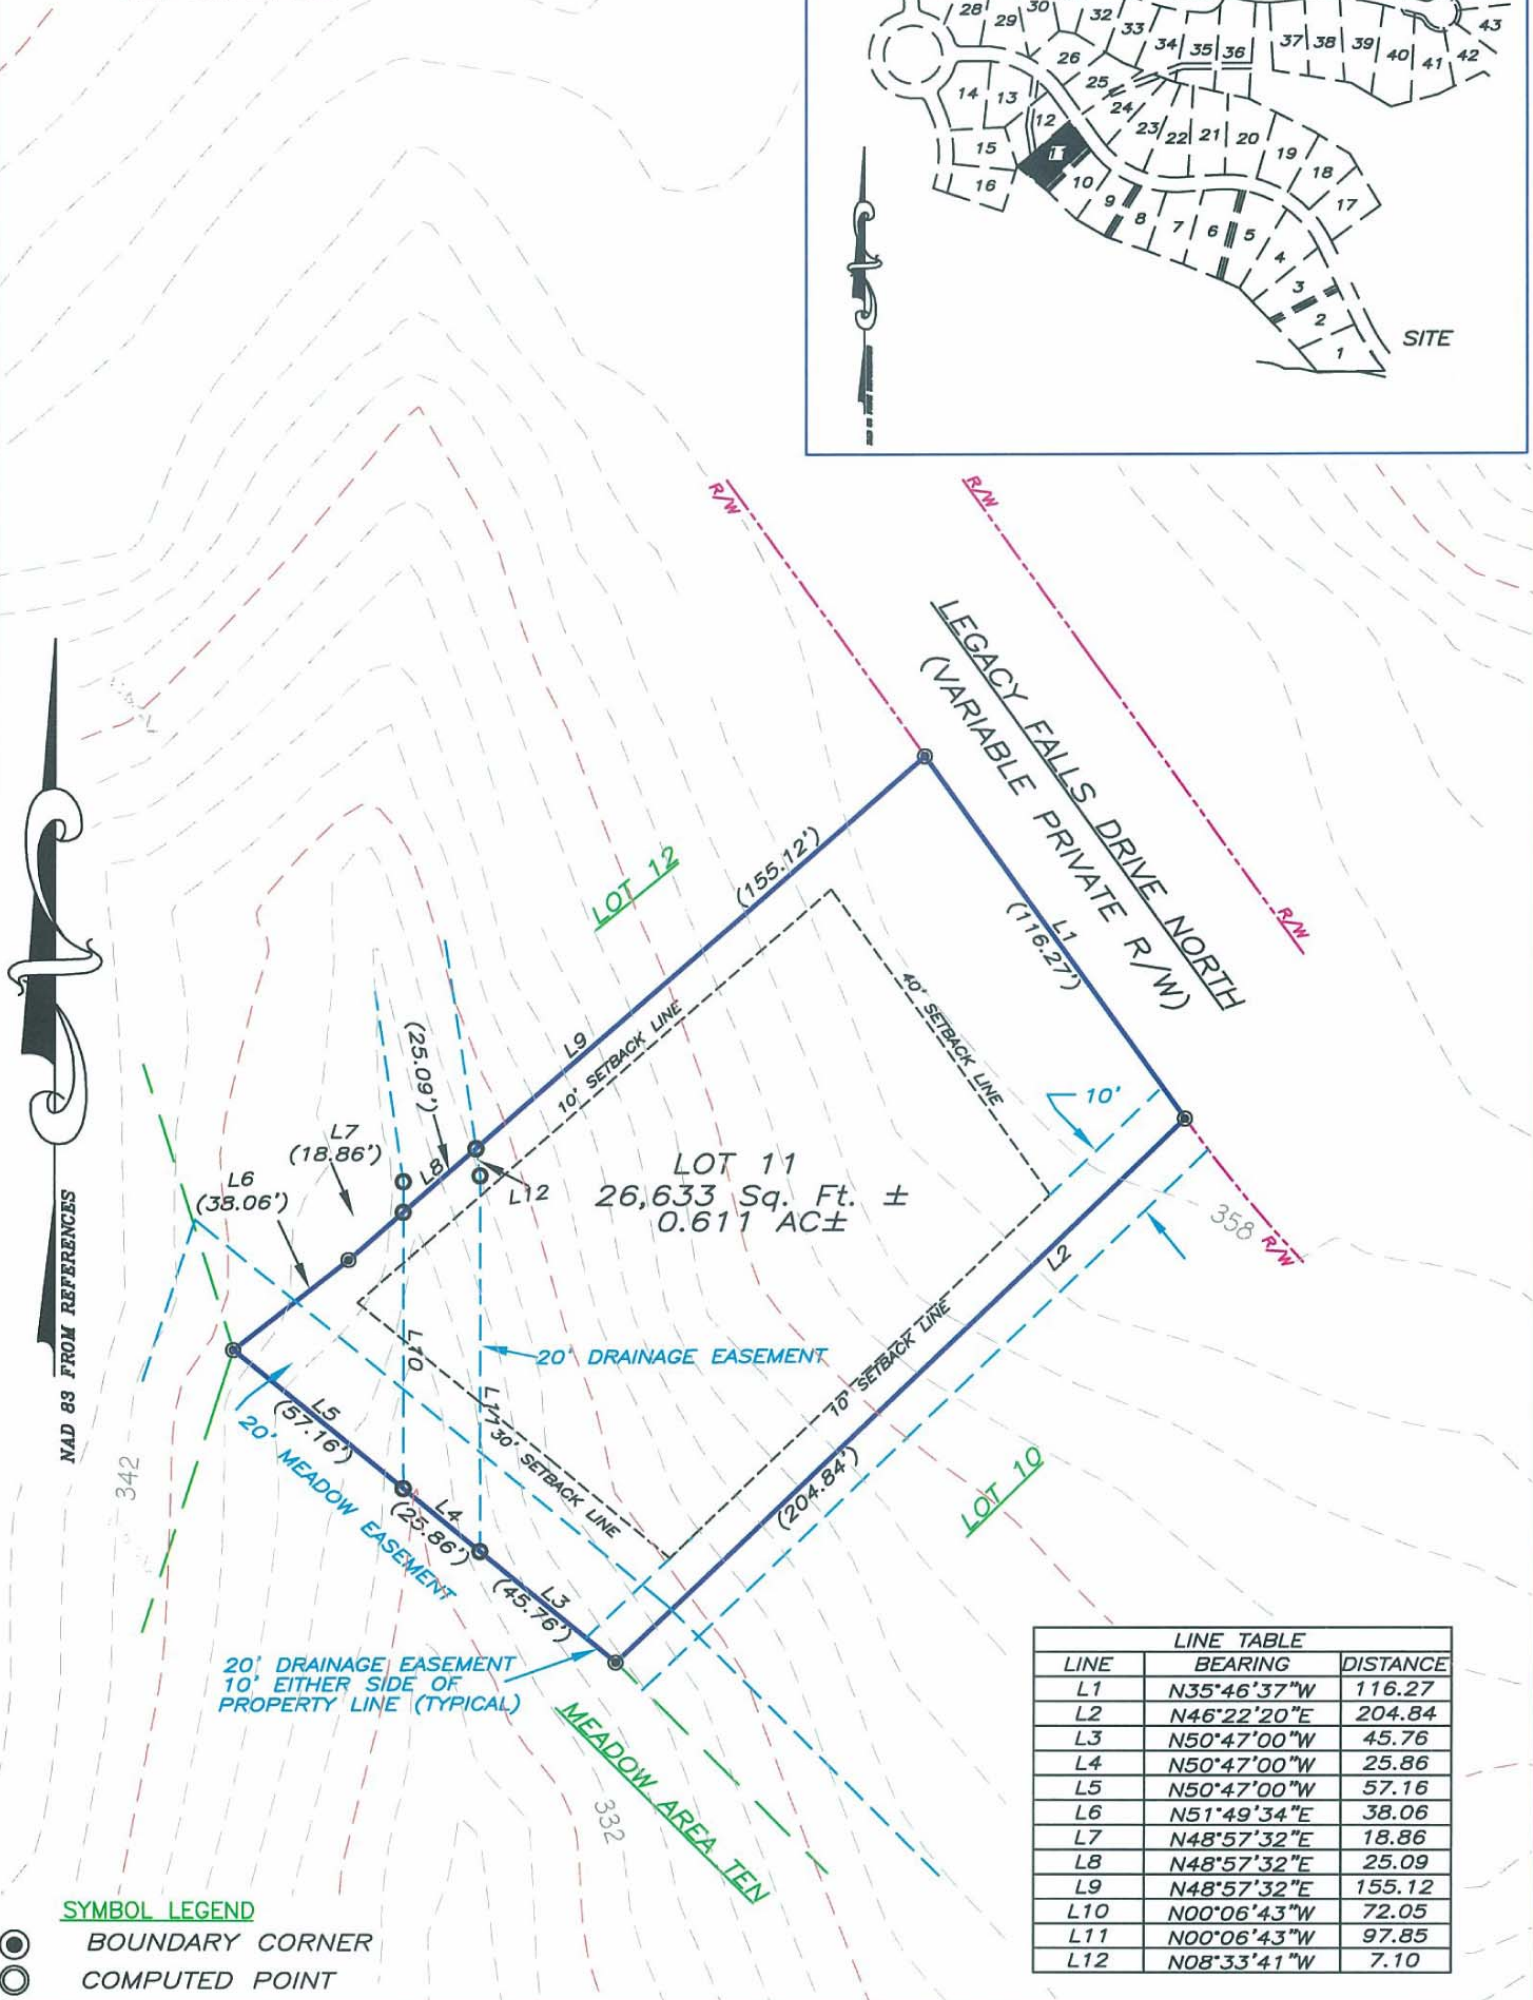 28
29
30
32
33
34
35
36
37
38
39
40
41
42
43
26
25
24
23
22
21
20
19
18
17
14
13
12
15
16
11
10
9
8
7
6
5
4
3
2
1
SITE
R/W
R/W
LEGACY FALLS DRIVE NORTH
(VARIABLE PRIVATE R/W)
R/W
R/W
LOT 12
(155.12')
L1
(116.27')
40' SETBACK LINE
L9
10' SETBACK LINE
(25.09')
10'
L7
(18.86')
L8
L6
(38.06')
L12
LOT 11
26,633 Sq. Ft. ±
0.611 AC±
358
L2
NAD 83 FROM REFERENCES
L10
20' DRAINAGE EASEMENT
10' SETBACK LINE
L11
30' SETBACK LINE
L5
(57.16')
20' MEADOW EASEMENT
342
L4
(25.86')
(204.84')
LOT 10
L3
(45.76')
20' DRAINAGE EASEMENT
10' EITHER SIDE OF
PROPERTY LINE (TYPICAL)
MEADOW AREA TEN
332
LINE TABLE
LINE BEARING DISTANCE
L1 N35°46'37"W 116.27
L2 N46°22'20"E 204.84
L3 N50°47'00"W 45.76
L4 N50°47'00"W 25.86
L5 N50°47'00"W 57.16
L6 N51°49'34"E 38.06
L7 N48°57'32"E 18.86
L8 N48°57'32"E 25.09
L9 N48°57'32"E 155.12
L10 N00°06'43"W 72.05
L11 N00°06'43"W 97.85
L12 N08°33'41"W 7.10
SYMBOL LEGEND
BOUNDARY CORNER
COMPUTED POINT